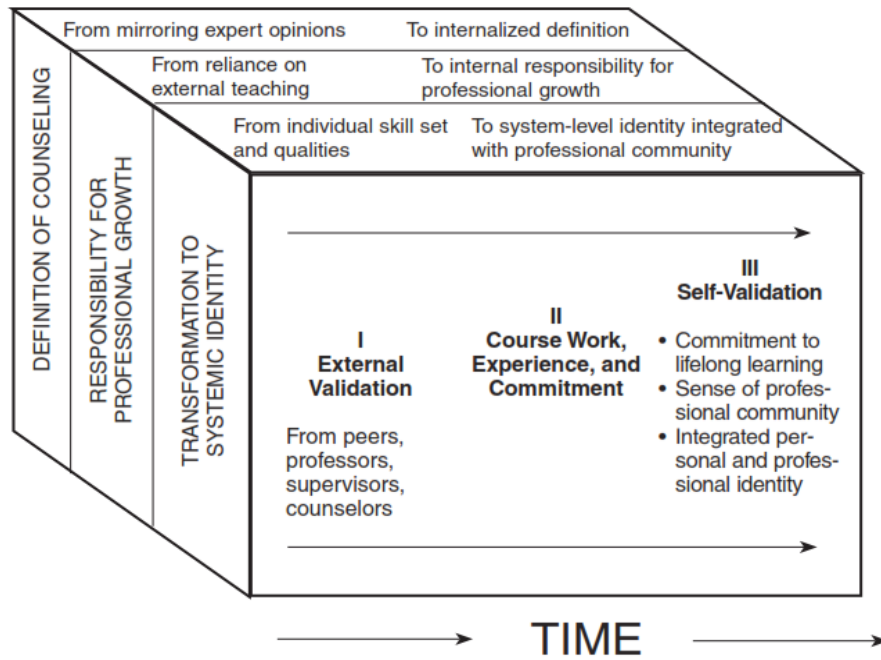 From mirroring expert opinions To internalized definition
From reliance on
external teaching
To internal responsibility for
professional growth
From individual skill set
and qualities
To system-level identity integrated
with professional community
DEFINITION OF COUNSELING
RESPONSIBILITY FOR
PROFESSIONAL GROWTH
TRANSFORMATION TO
SYSTEMIC IDENTITY
I
External
Validation
From peers,
professors,
supervisors,
counselors
II
Course Work,
Experience, and
Commitment
III
Self-Validation
• Commitment to
lifelong learning
• Sense of profes-
sional community
• Integrated per-
sonal and profes-
sional identity
TIME